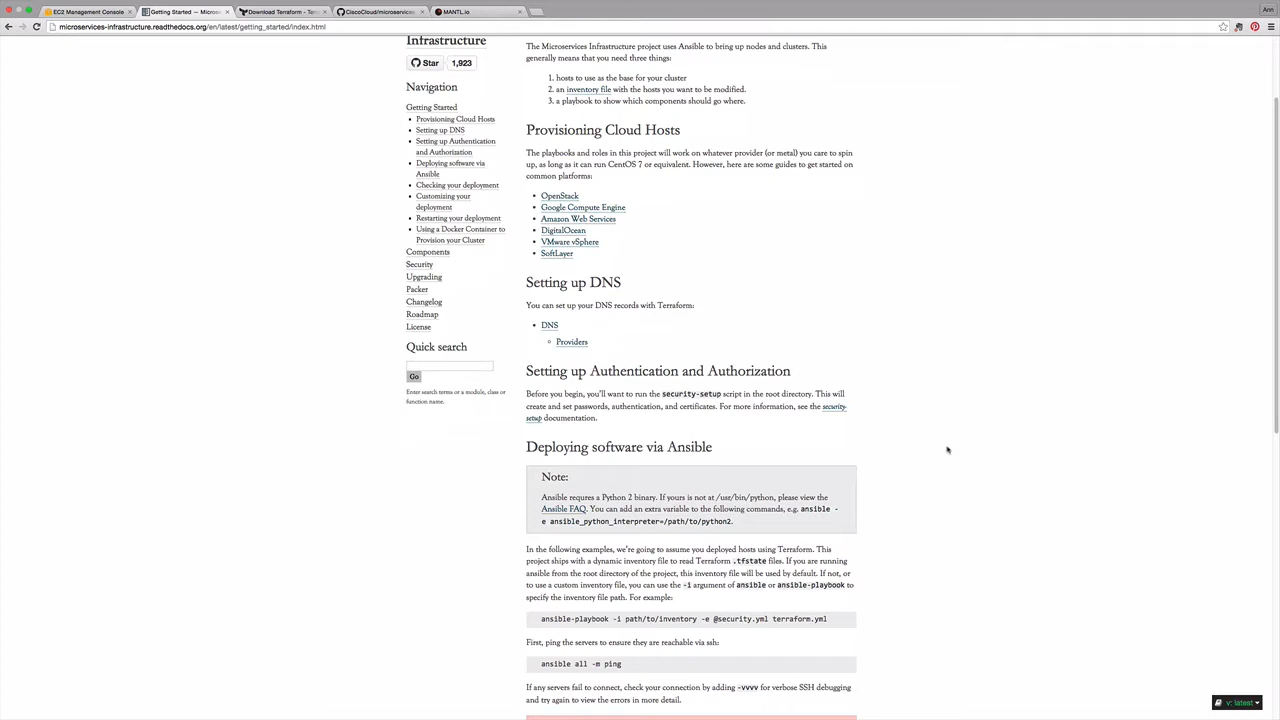 EC2 Management Console
Getting Started — Micros
Download Terraform - Terr
CiscoCloud/microservices
MANTL.io
Ann
microservices-infrastructure.readthedocs.org/en/latest/getting_started/index.html
Infrastructure
Star 1,923
Navigation
Getting Started
Provisioning Cloud Hosts
Setting up DNS
Setting up Authentication
and Authorization
Deploying software via
Ansible
Checking your deployment
Customizing your
deployment
Restarting your deployment
Using a Docker Container to
Provision your Cluster
Components
Security
Upgrading
Packer
Changelog
Roadmap
License
Quick search
Go
Enter search terms or a module, class or
function name.
The Microservices Infrastructure project uses Ansible to bring up nodes and clusters. This
generally means that you need three things:
1. hosts to use as the base for your cluster
2. an inventory file with the hosts you want to be modified.
3. a playbook to show which components should go where.
Provisioning Cloud Hosts
The playbooks and roles in this project will work on whatever provider (or metal) you care to spin
up, as long as it can run CentOS 7 or equivalent. However, here are some guides to get started on
common platforms:
OpenStack
Google Compute Engine
Amazon Web Services
DigitalOcean
VMware vSphere
SoftLayer
Setting up DNS
You can set up your DNS records with Terraform:
DNS
Providers
Setting up Authentication and Authorization
Before you begin, you'll want to run the security-setup script in the root directory. This will
create and set passwords, authentication, and certificates. For more information, see the security-
setup documentation.
Deploying software via Ansible
Note:
Ansible requres a Python 2 binary. If yours is not at /usr/bin/python, please view the
Ansible FAQ. You can add an extra variable to the following commands, e.g. ansible -
e ansible_python_interpreter=/path/to/python2.
In the following examples, we're going to assume you deployed hosts using Terraform. This
project ships with a dynamic inventory file to read Terraform .tfstate files. If you are running
ansible from the root directory of the project, this inventory file will be used by default. If not, or
to use a custom inventory file, you can use the -i argument of ansible or ansible-playbook to
specify the inventory file path. For example:
ansible-playbook -i path/to/inventory -e @security.yml terraform.yml
First, ping the servers to ensure they are reachable via ssh:
ansible all -m ping
If any servers fail to connect, check your connection by adding -vvvv for verbose SSH debugging
and try again to view the errors in more detail.
v: latest